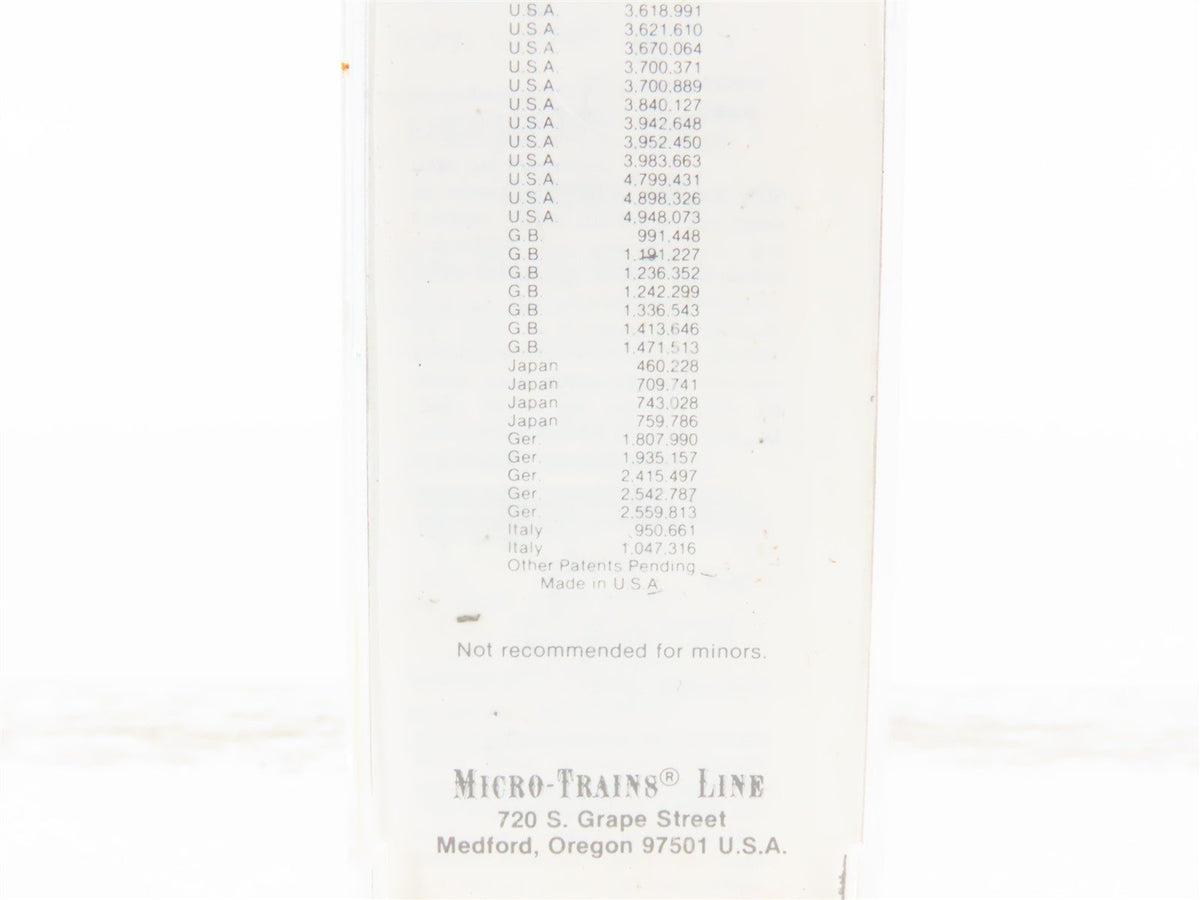 U.S.A. 3,618,991
U.S.A. 3,621,610
U.S.A. 3,670,064
U.S.A. 3,700,371
U.S.A. 3,700,889
U.S.A. 3,840,127
U.S.A. 3,942,648
U.S.A. 3,952,450
U.S.A. 3,983,663
U.S.A. 4,799,431
U.S.A. 4,898,326
U.S.A. 4,948,073
G.B. 991,448
G.B. 1,191,227
G.B. 1,236,352
G.B. 1,242,299
G.B. 1,336,543
G.B. 1,413,646
G.B. 1,471,513
Japan 460,228
Japan 709,741
Japan 743,028
Japan 759,786
Ger. 1,807,990
Ger. 1,935,157
Ger. 2,415,497
Ger. 2,542,787
Ger. 2,559,813
Italy 950,661
Italy 1,047,316
Other Patents Pending
Made in U.S.A.
Not recommended for minors.
MICRO-TRAINS® LINE
720 S. Grape Street
Medford, Oregon 97501 U.S.A.